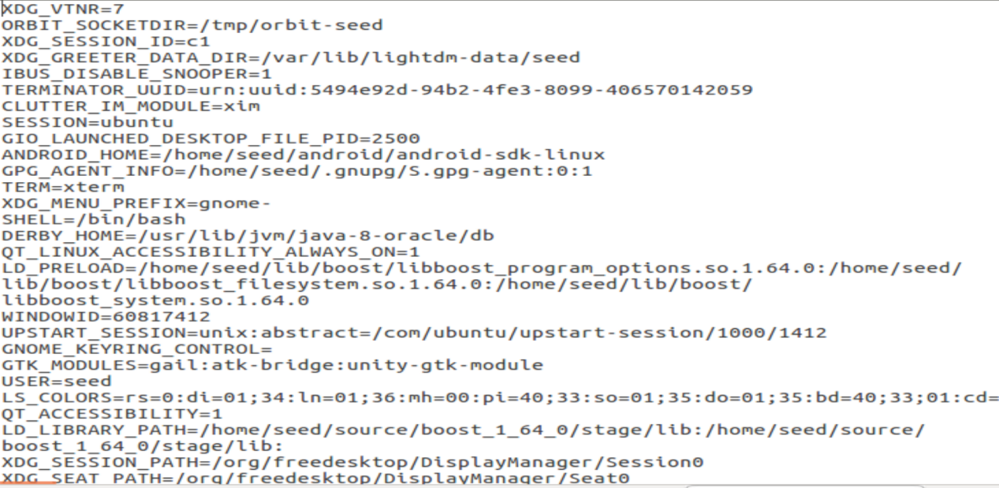 XDG_VTNR=7
ORBIT_SOCKETDIR=/tmp/orbit-seed
XDG_SESSION_ID=c1
XDG_GREETER_DATA_DIR=/var/lib/lightdm-data/seed
IBUS_DISABLE_SNOOPER=1
TERMINATOR_UUID=urn:uuid:5494e92d-94b2-4fe3-8099-406570142059
CLUTTER_IM_MODULE=xim
SESSION=ubuntu
GIO_LAUNCHED_DESKTOP_FILE_PID=2500
ANDROID_HOME=/home/seed/android/android-sdk-linux
GPG_AGENT_INFO=/home/seed/.gnupg/S.gpg-agent:0:1
TERM=xterm
XDG_MENU_PREFIX=gnome-
SHELL=/bin/bash
DERBY_HOME=/usr/lib/jvm/java-8-oracle/db
QT_LINUX_ACCESSIBILITY_ALWAYS_ON=1
LD_PRELOAD=/home/seed/lib/boost/libboost_program_options.so.1.64.0:/home/seed/
lib/boost/libboost_filesystem.so.1.64.0:/home/seed/lib/boost/
libboost_system.so.1.64.0
WINDOWID=60817412
UPSTART_SESSION=unix:abstract=/com/ubuntu/upstart-session/1000/1412
GNOME_KEYRING_CONTROL=
GTK_MODULES=gail:atk-bridge:unity-gtk-module
USER=seed
LS_COLORS=rs=0:di=01;34:ln=01;36:mh=00:pi=40;33:so=01;35:do=01;35:bd=40;33;01:cd=
QT_ACCESSIBILITY=1
LD_LIBRARY_PATH=/home/seed/source/boost_1_64_0/stage/lib:/home/seed/source/
boost_1_64_0/stage/lib:
XDG_SESSION_PATH=/org/freedesktop/DisplayManager/Session0
XDG_SEAT_PATH=/org/freedesktop/DisplayManager/Seat0